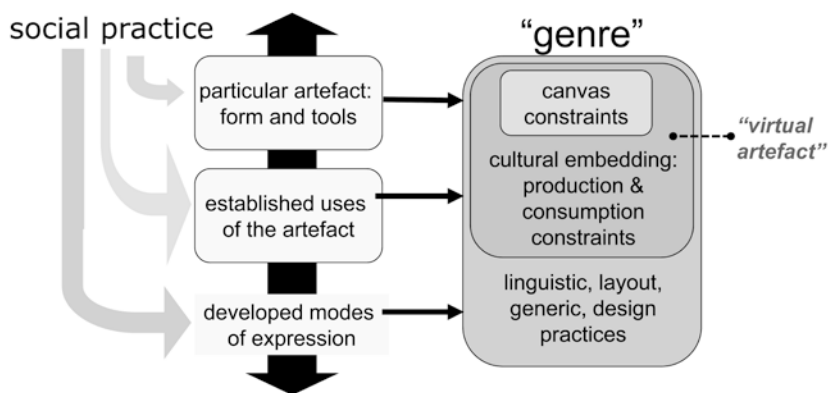 social practice
particular artefact:
form and tools
established uses
of the artefact
developed modes
of expression
“genre”
canvas
constraints
cultural embedding:
production &
consumption
constraints
linguistic, layout,
generic, design
practices
“virtual
artefact”